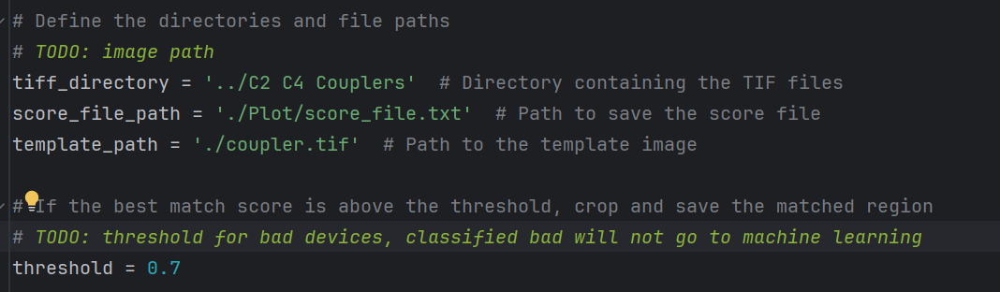 # Define the directories and file paths
# TODO: image path
tiff_directory = '../C2 C4 Couplers'  # Directory containing the TIF files
score_file_path = './Plot/score_file.txt'  # Path to save the score file
template_path = './coupler.tif'  # Path to the template image
# If the best match score is above the threshold, crop and save the matched region
# TODO: threshold for bad devices, classified bad will not go to machine learning
threshold = 0.7